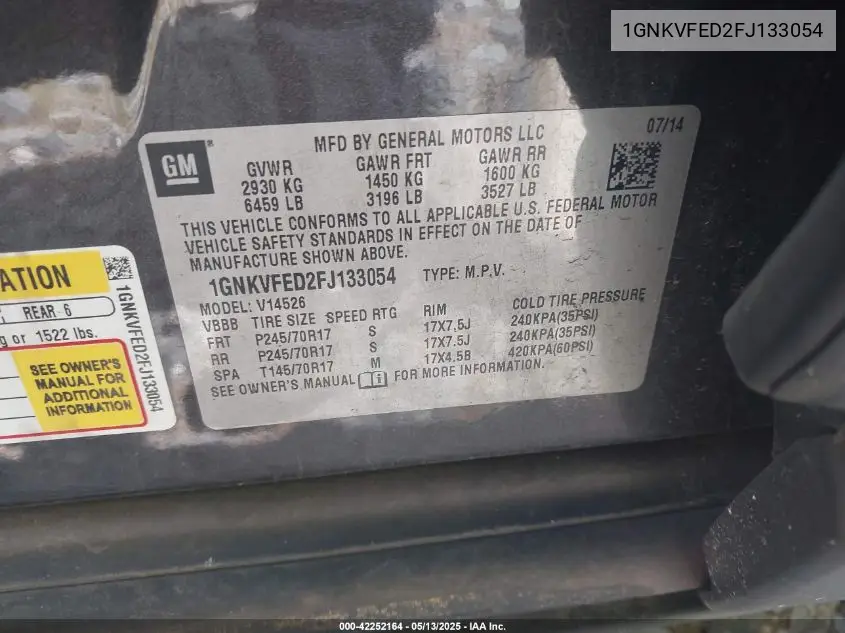 1GNKVFED2FJ133054
MFD BY GENERAL MOTORS LLC 07/14
GM
GVWR GAWR FRT GAWR RR
2930 KG 1450 KG 1600 KG
6459 LB 3196 LB 3527 LB
THIS VEHICLE CONFORMS TO ALL APPLICABLE U.S. FEDERAL MOTOR
VEHICLE SAFETY STANDARDS IN EFFECT ON THE DATE OF
MANUFACTURE SHOWN ABOVE.
1GNKVFED2FJ133054 TYPE: M.P.V.
MODEL: V14526
VBBB TIRE SIZE SPEED RTG RIM COLD TIRE PRESSURE
FRT P245/70R17 S 17X7.5J 240KPA(35PSI)
RR P245/70R17 S 17X7.5J 240KPA(35PSI)
SPA T145/70R17 M 17X4.5B 420KPA(60PSI)
SEE OWNER'S MANUAL FOR MORE INFORMATION.
REAR 6
or 1522 lbs.
SEE OWNER'S
MANUAL FOR
ADDITIONAL
INFORMATION
1GNKVFED2FJ133054
000-42252164 - 05/13/2025 - IAA Inc.